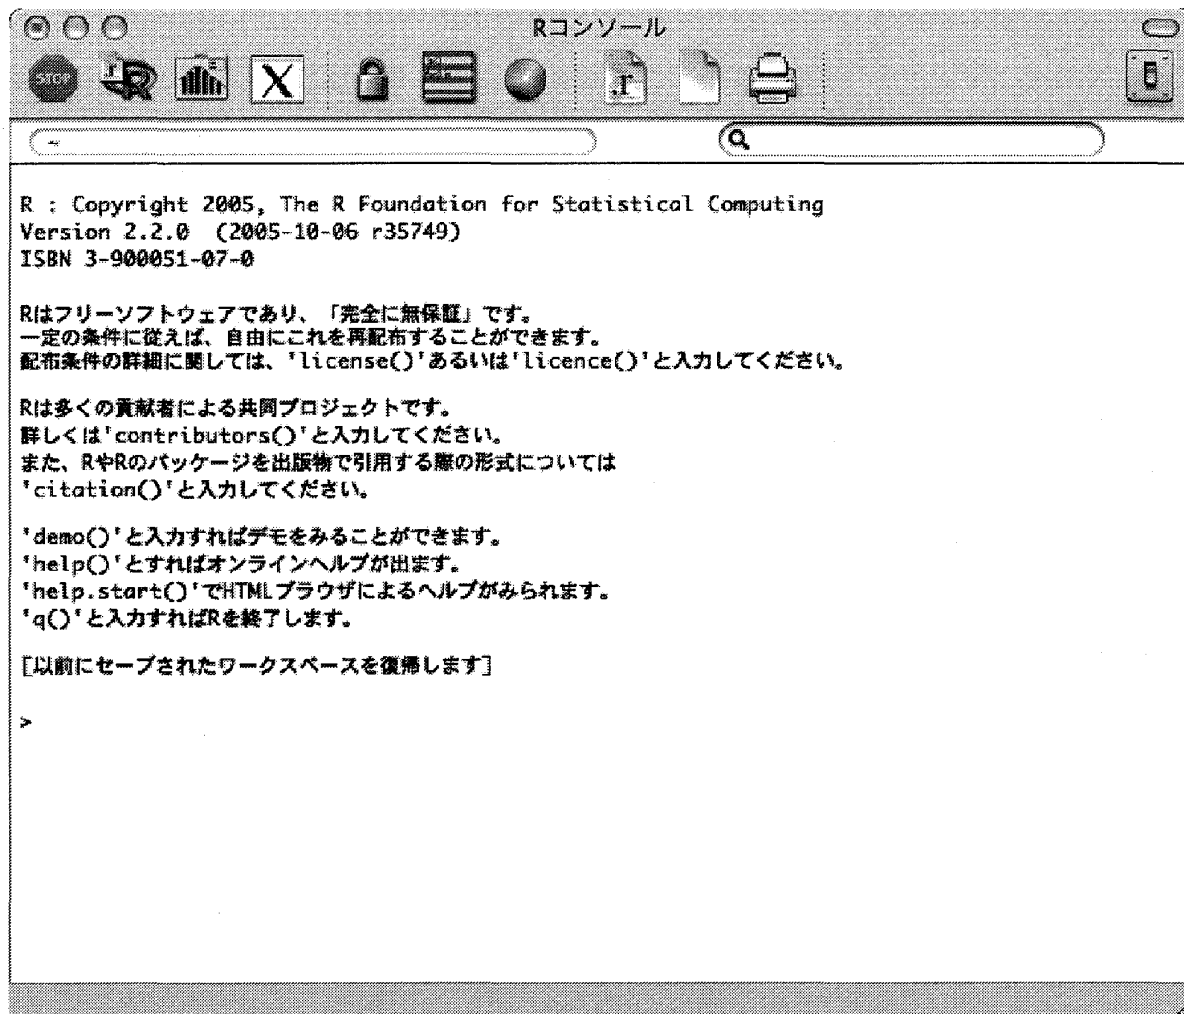 Rコンソール
STOP
r
X
.r
~
R : Copyright 2005, The R Foundation for Statistical Computing
Version 2.2.0  (2005-10-06 r35749)
ISBN 3-900051-07-0
Rはフリーソフトウェアであり、「完全に無保証」です。
一定の条件に従えば、自由にこれを再配布することができます。
配布条件の詳細に関しては、'license()'あるいは'licence()'と入力してください。
Rは多くの貢献者による共同プロジェクトです。
詳しくは'contributors()'と入力してください。
また、RやRのパッケージを出版物で引用する際の形式については
'citation()'と入力してください。
'demo()'と入力すればデモをみることができます。
'help()'とすればオンラインヘルプが出ます。
'help.start()'でHTMLブラウザによるヘルプがみられます。
'q()'と入力すればRを終了します。
[以前にセーブされたワークスペースを復帰します]
>